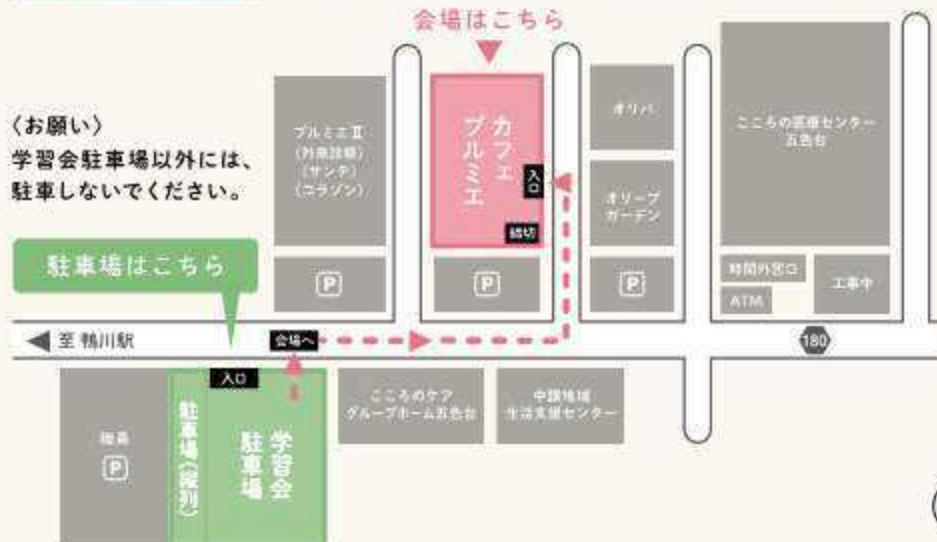 会場はこちら
〈お願い〉
学習会駐車場以外には、
駐車しないでください。
プルミエⅡ
(外来診療)
(サンテ)
(コラソン)
カフェ
プルミエ
入口
踏切
オリバ
オリーブ
ガーデン
こころの医療センター
五色台
時間外窓口
ATM
工事中
P
P
P
駐車場はこちら
至 鴨川駅
会場へ
180
入口
職員
P
駐車場(縦列)
学習会
駐車場
こころのケア
グループホーム五色台
中讃地域
生活支援センター